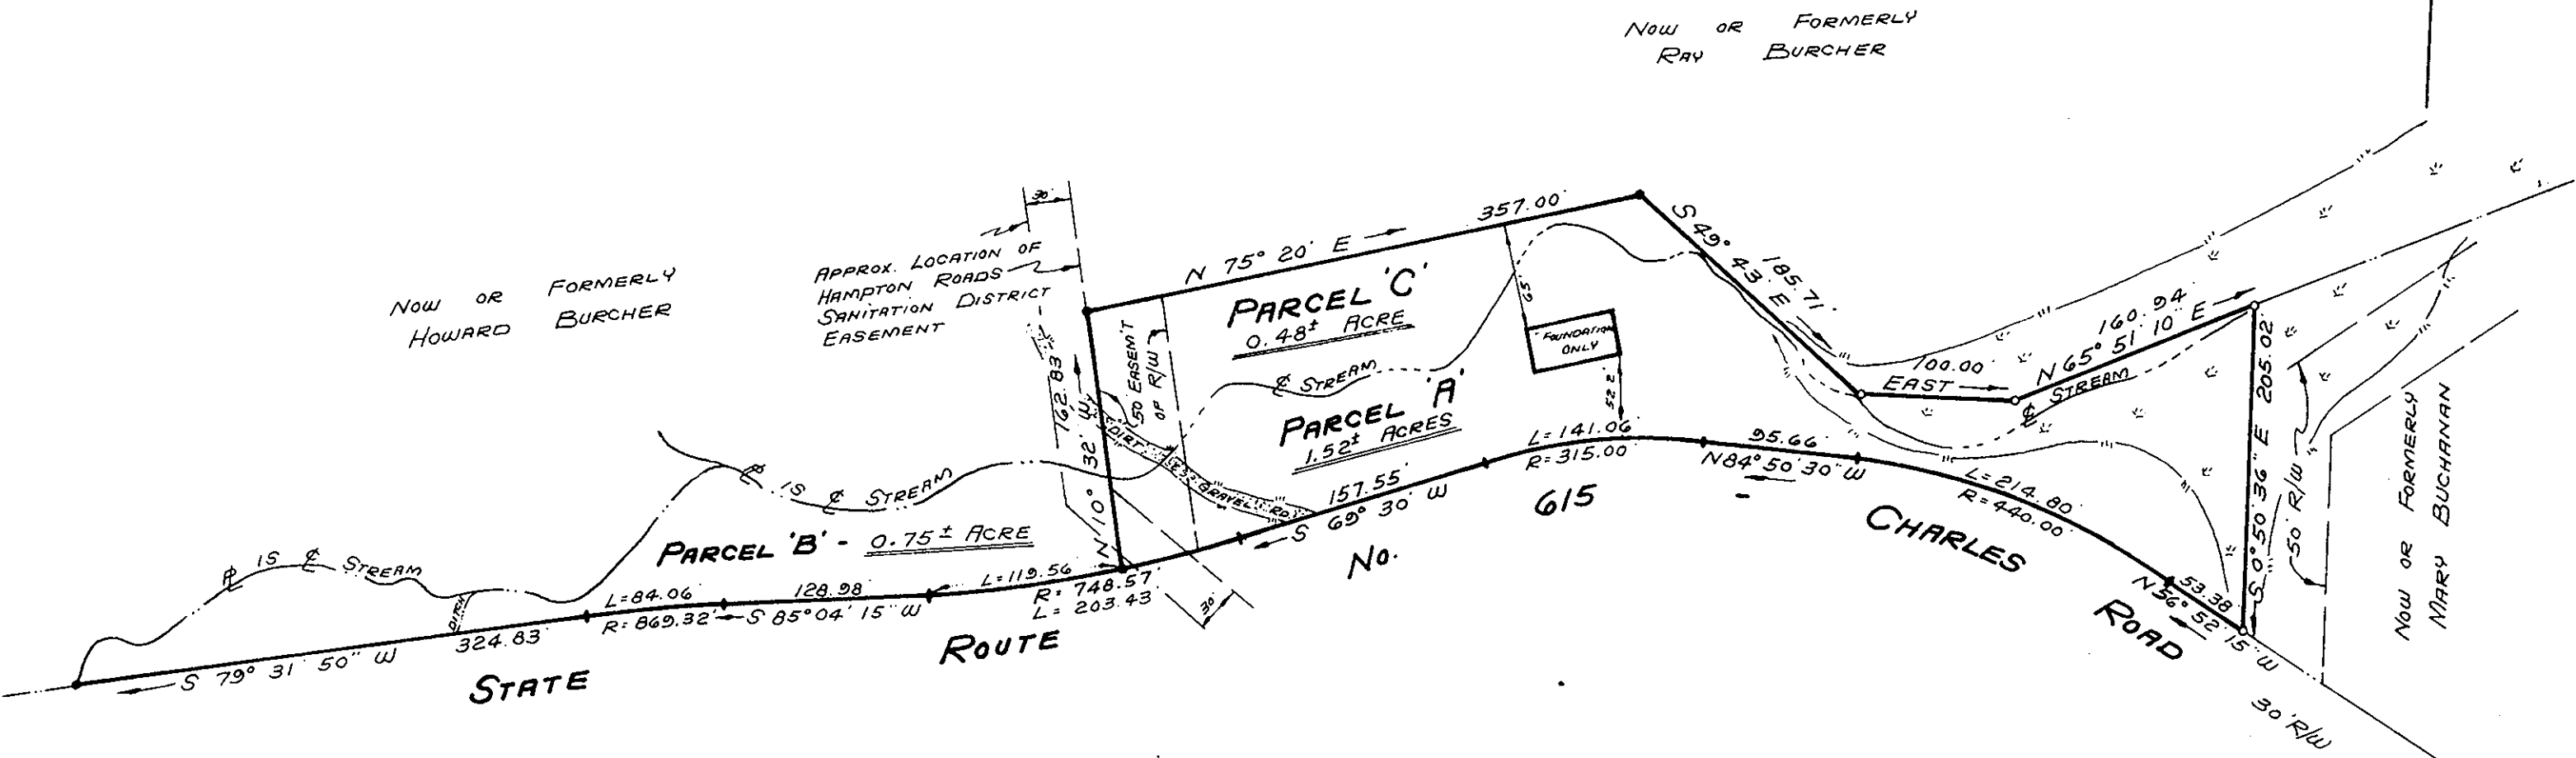 NOW OR FORMERLY
RAY BURCHER
NOW OR FORMERLY
HOWARD BURCHER
APPROX. LOCATION OF
HAMPTON ROADS
SANITATION DISTRICT
EASEMENT
30'
N 75° 20' E
357.00'
S 49° 43' E
185.71'
EAST
100.00'
N 65° 51' 10" E
160.94'
₵ STREAM
S 0° 50' 36" E 205.02'
50' R/W
NOW OR FORMERLY
MARY BUCHANAN
PARCEL 'C'
0.48± ACRE
50' EASEM'T
OF R/W
N 10° 32' W
162.83'
59'
FOUNDATION
ONLY
52.2'
₵ STREAM
PARCEL 'A'
1.52± ACRES
DIRT & GRAVEL RD.
L=141.06'
R=315.00'
95.66'
N84° 50' 30" W
L=214.80'
R=440.00'
53.38'
N 56° 52' 15" W
157.55'
S 69° 30' W
₽ IS ₵ STREAM
PARCEL 'B' - 0.75± ACRE
₽ IS ₵ STREAM
DITCH
L=84.06'
R=869.32'
128.98'
S 85° 04' 15" W
L=119.56'
R=748.57'
L=203.43'
30'
324.83'
S 79° 31' 50" W
STATE ROUTE No. 615 CHARLES ROAD
30' R/W